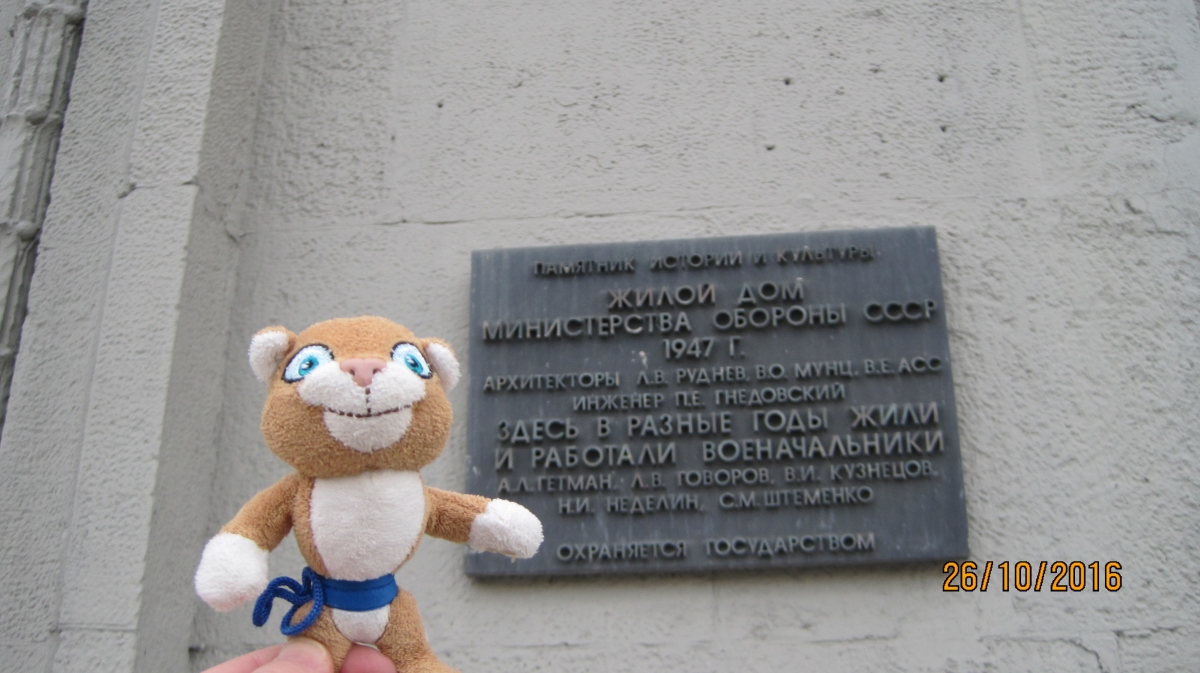 ПАМЯТНИК ИСТОРИИ И КУЛЬТУРЫ
ЖИЛОЙ ДОМ
МИНИСТЕРСТВА ОБОРОНЫ СССР
1947 Г.
АРХИТЕКТОРЫ Л.В. РУДНЕВ, В.О. МУНЦ, В.Е. АСС
ИНЖЕНЕР П.Е. ГНЕДОВСКИЙ
ЗДЕСЬ В РАЗНЫЕ ГОДЫ ЖИЛИ
И РАБОТАЛИ ВОЕНАЧАЛЬНИКИ
А.Л. ГЕТМАН, Л.В. ГОВОРОВ, В.И. КУЗНЕЦОВ,
Н.И. НЕДЕЛИН, С.М. ШТЕМЕНКО
ОХРАНЯЕТСЯ ГОСУДАРСТВОМ
26/10/2016